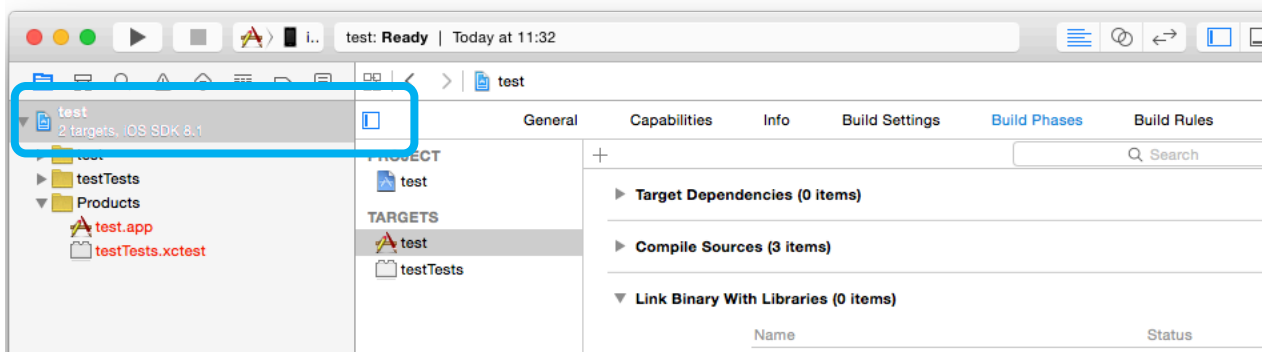 i.. test: Ready | Today at 11:32
test
test
2 targets, iOS SDK 8.1
General Capabilities Info Build Settings Build Phases Build Rules
test
testTests
Products
test.app
testTests.xctest
PROJECT
test
TARGETS
test
testTests
Search
Target Dependencies (0 items)
Compile Sources (3 items)
Link Binary With Libraries (0 items)
Name Status